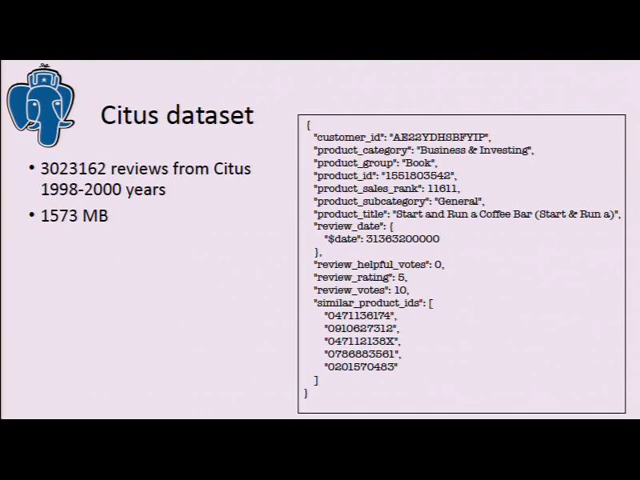 Citus dataset
• 3023162 reviews from Citus
1998-2000 years
• 1573 MB
{
"customer_id": "AE22YDHSBFYIP",
"product_category": "Business & Investing",
"product_group": "Book",
"product_id": "1551803542",
"product_sales_rank": 11611,
"product_subcategory": "General",
"product_title": "Start and Run a Coffee Bar (Start & Run a)",
"review_date": {
"$date": 31363200000
},
"review_helpful_votes": 0,
"review_rating": 5,
"review_votes": 10,
"similar_product_ids": [
"0471136174",
"0910627312",
"047112138X",
"0786883561",
"0201570483"
]
}